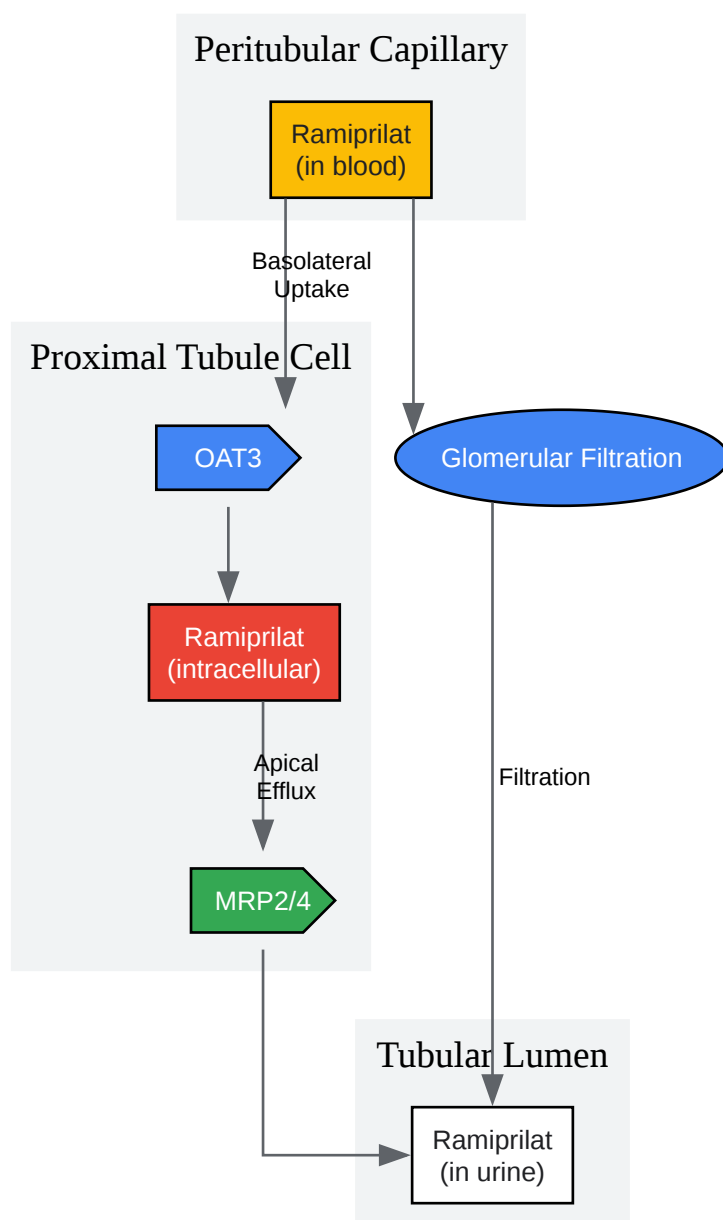 Peritubular Capillary
Ramiprilat
(in blood)
Basolateral
Uptake
Proximal Tubule Cell
OAT3
Glomerular Filtration
Ramiprilat
(intracellular)
Apical
Efflux
Filtration
MRP2/4
Tubular Lumen
Ramiprilat
(in urine)